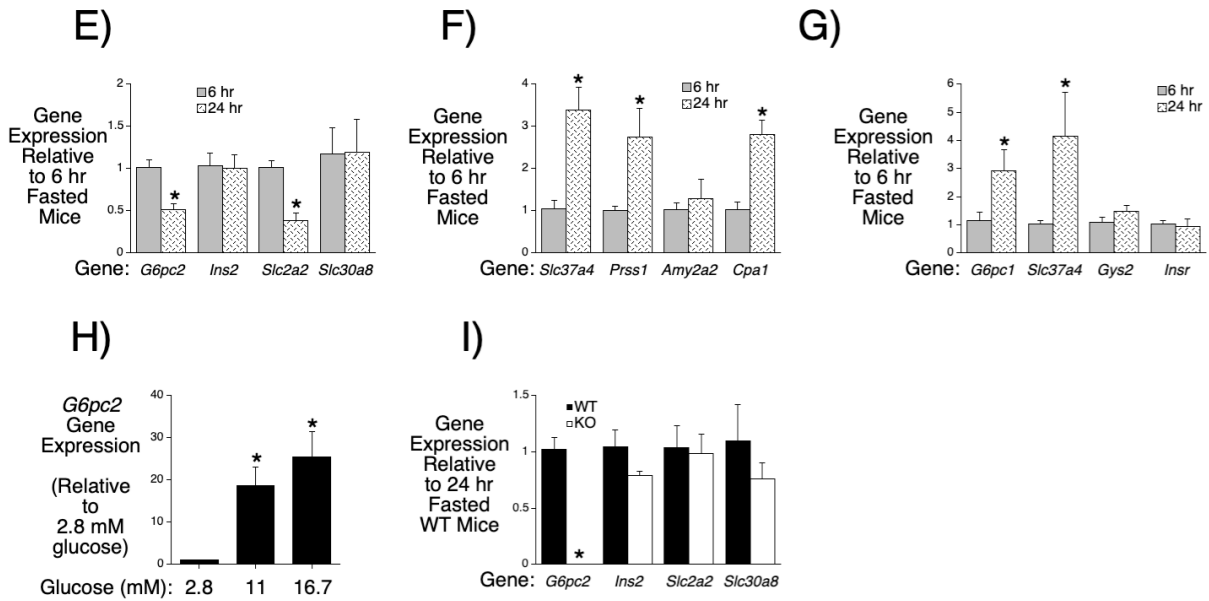 E)
Gene
Expression
Relative
to 6 hr
Fasted
Mice
2
1.5
1
0.5
0
6 hr
24 hr
*
*
Gene: G6pc2 Ins2 Slc2a2 Slc30a8
F)
Gene
Expression
Relative
to 6 hr
Fasted
Mice
4
3
2
1
0
6 hr
24 hr
*
*
*
Gene: Slc37a4 Prss1 Amy2a2 Cpa1
G)
Gene
Expression
Relative
to 6 hr
Fasted
Mice
6
5
4
3
2
1
0
6 hr
24 hr
*
*
Gene: G6pc1 Slc37a4 Gys2 Insr
H)
G6pc2
Gene
Expression
(Relative
to
2.8 mM
glucose)
40
30
20
10
0
*
*
Glucose (mM): 2.8 11 16.7
I)
Gene
Expression
Relative
to 24 hr
Fasted
WT Mice
1.5
1
0.5
0
WT
KO
*
Gene: G6pc2 Ins2 Slc2a2 Slc30a8